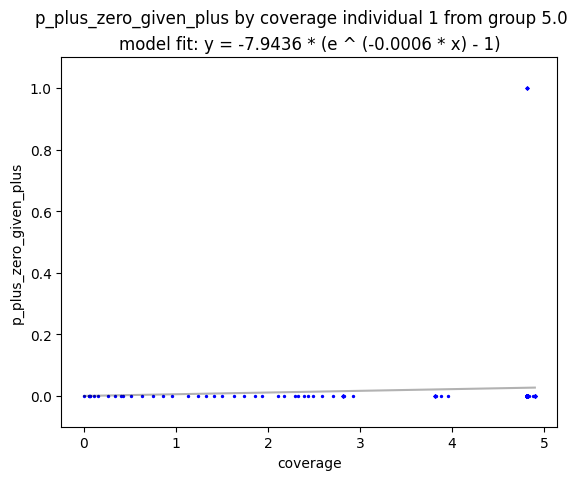 p_plus_zero_given_plus by coverage individual 1 from group 5.0
model fit: y = -7.9436 * (e ^ (-0.0006 * x) - 1)
1.0
0.8
0.6
0.4
0.2
0.0
p_plus_zero_given_plus
0 1 2 3 4 5
coverage